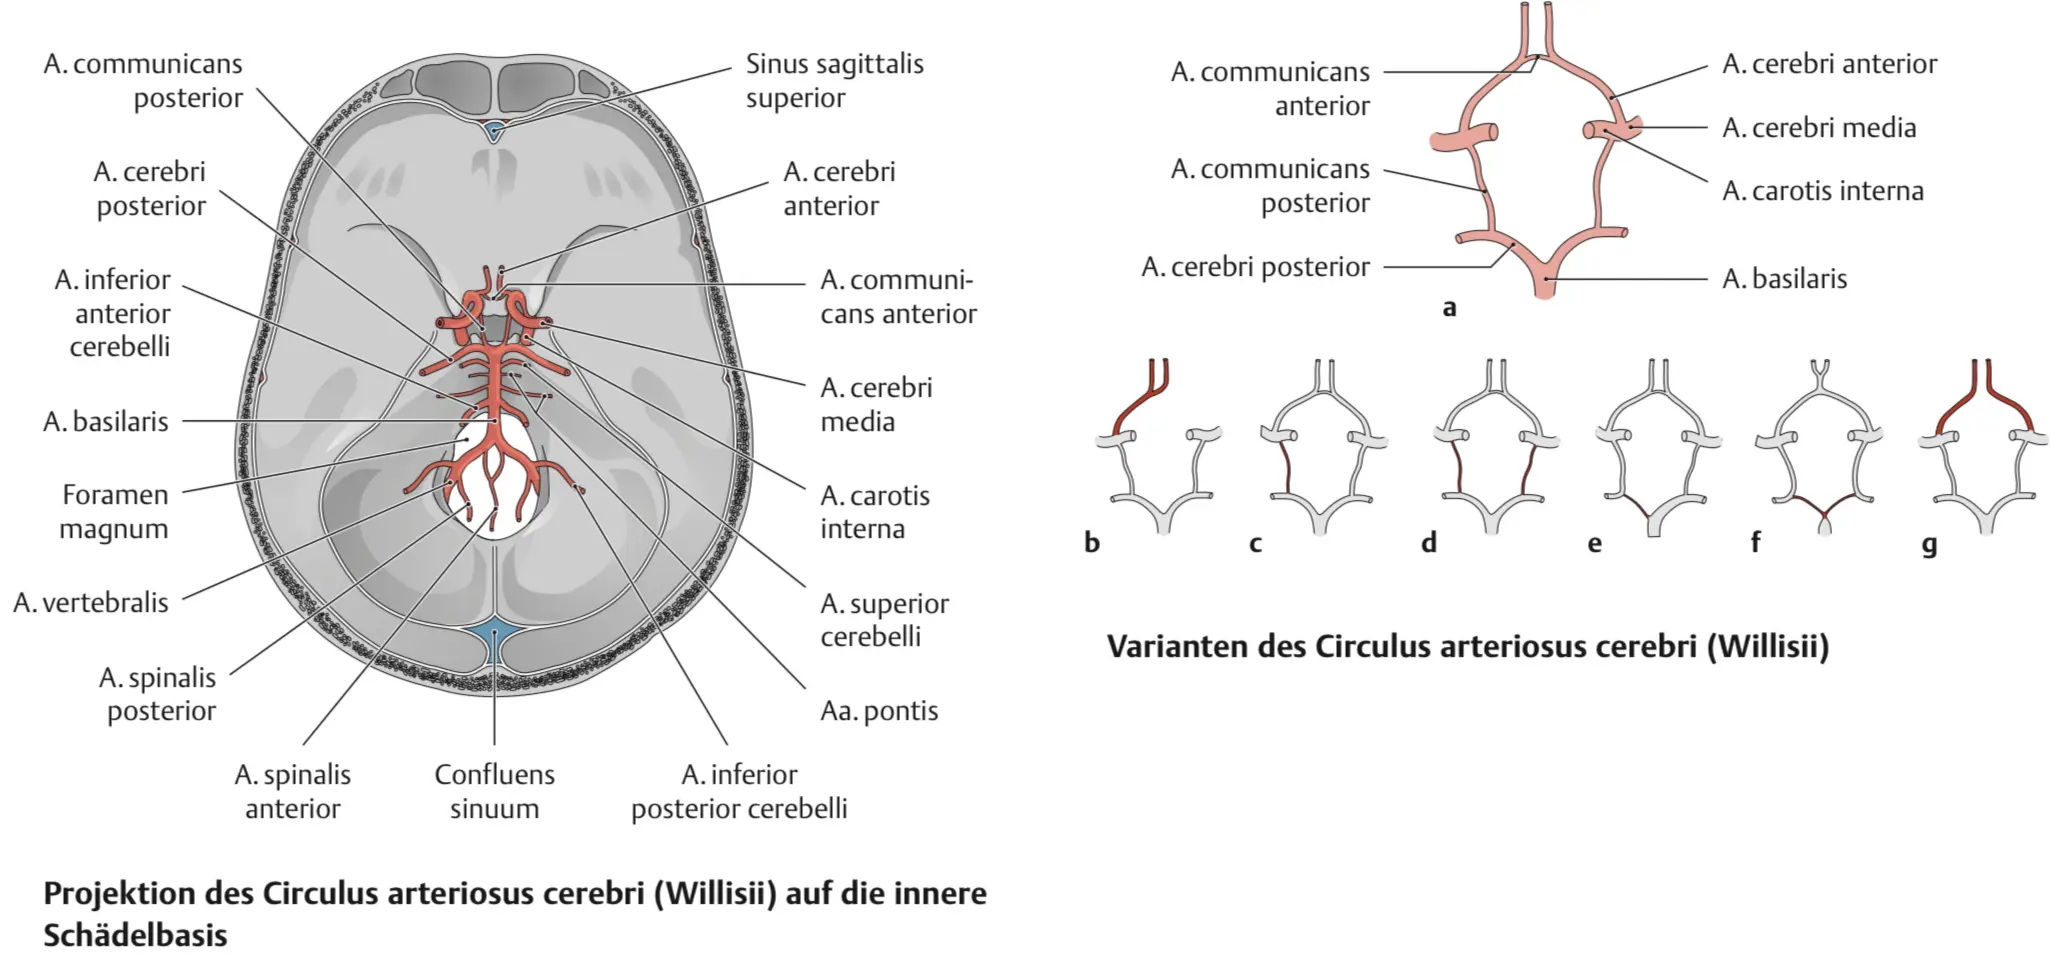 A. communicans
posterior
A. cerebri
posterior
A. inferior
anterior
cerebelli
A. basilaris
Foramen
magnum
A. vertebralis
A. spinalis
posterior
A. spinalis
anterior
Confluens
sinuum
A. inferior
posterior cerebelli
Sinus sagittalis
superior
A. cerebri
anterior
A. communi-
cans anterior
A. cerebri
media
A. carotis
interna
A. superior
cerebelli
Aa. pontis
Projektion des Circulus arteriosus cerebri (Willisii) auf die innere
Schädelbasis
A. communicans
anterior
A. communicans
posterior
A. cerebri posterior
A. cerebri anterior
A. cerebri media
A. carotis interna
A. basilaris
a
b
c
d
e
f
g
Varianten des Circulus arteriosus cerebri (Willisii)